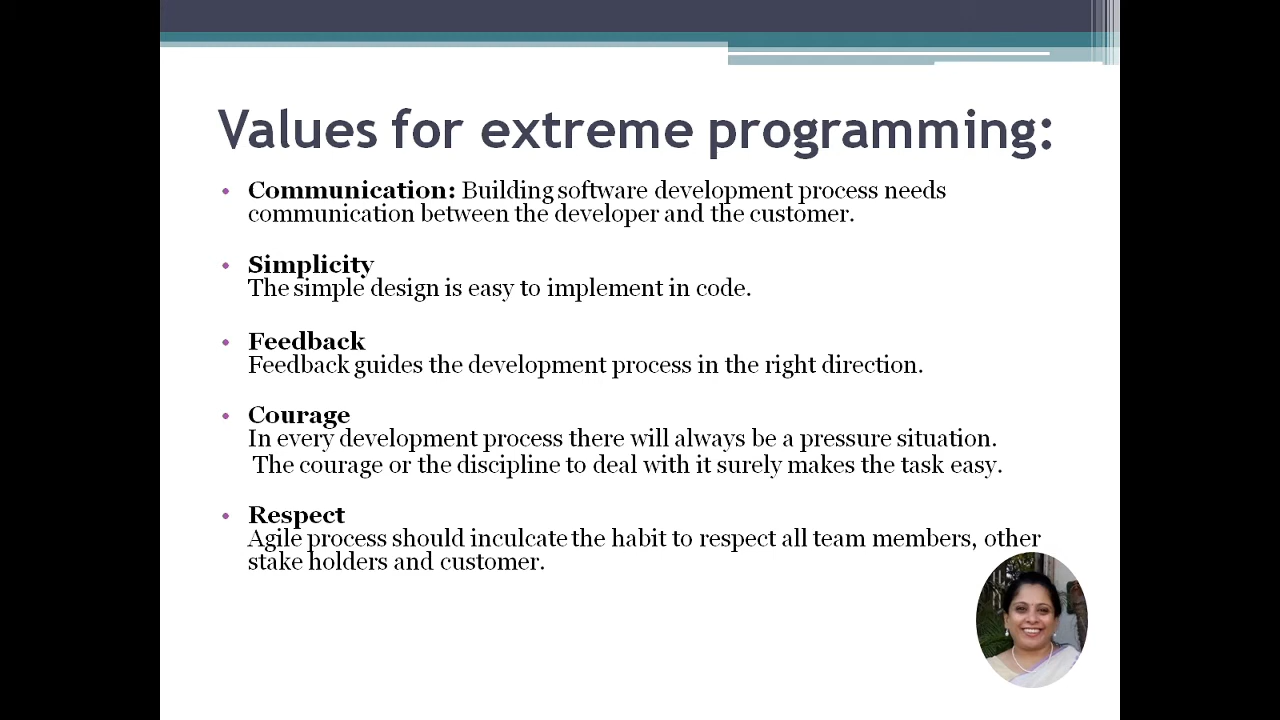 Values for extreme programming:
• Communication: Building software development process needs
communication between the developer and the customer.
• Simplicity
The simple design is easy to implement in code.
• Feedback
Feedback guides the development process in the right direction.
• Courage
In every development process there will always be a pressure situation.
The courage or the discipline to deal with it surely makes the task easy.
• Respect
Agile process should inculcate the habit to respect all team members, other
stake holders and customer.